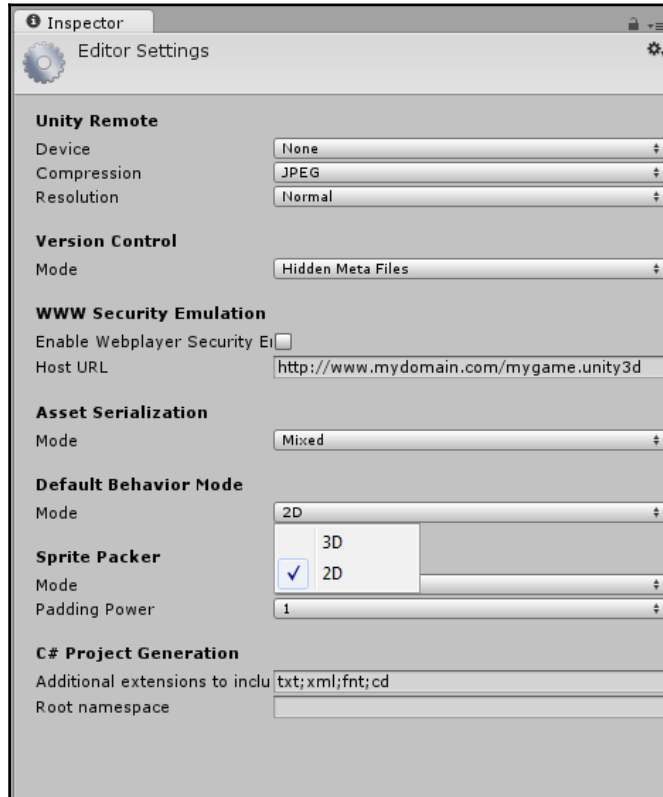 Inspector
Editor Settings
Unity Remote
Device None
Compression JPEG
Resolution Normal
Version Control
Mode Hidden Meta Files
WWW Security Emulation
Enable Webplayer Security E
Host URL http://www.mydomain.com/mygame.unity3d
Asset Serialization
Mode Mixed
Default Behavior Mode
Mode 2D
3D
Sprite Packer
2D
Mode
Padding Power 1
C# Project Generation
Additional extensions to inclu txt;xml;fnt;cd
Root namespace